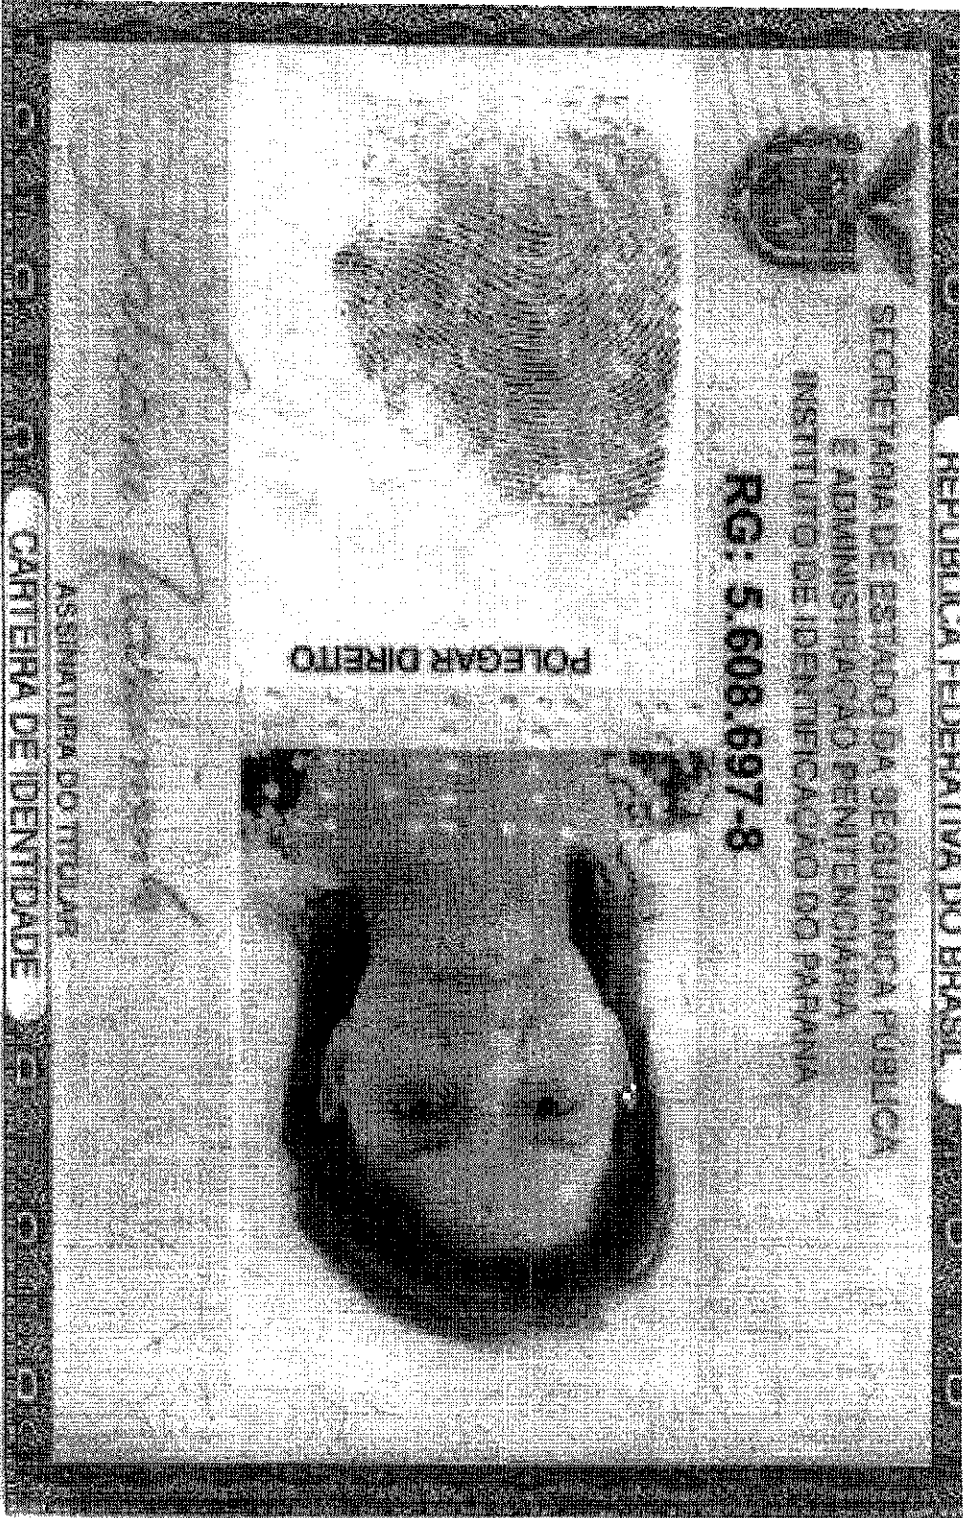 REPÚBLICA FEDERATIVA DO BRASIL
SECRETARIA DE ESTADO DA SEGURANÇA PÚBLICA
E ADMINISTRAÇÃO PENITENCIÁRIA
INSTITUTO DE IDENTIFICAÇÃO DO PARANÁ
RG: 5.608.697-8
POLEGAR DIREITO
ASSINATURA DO TITULAR
CARTEIRA DE IDENTIDADE